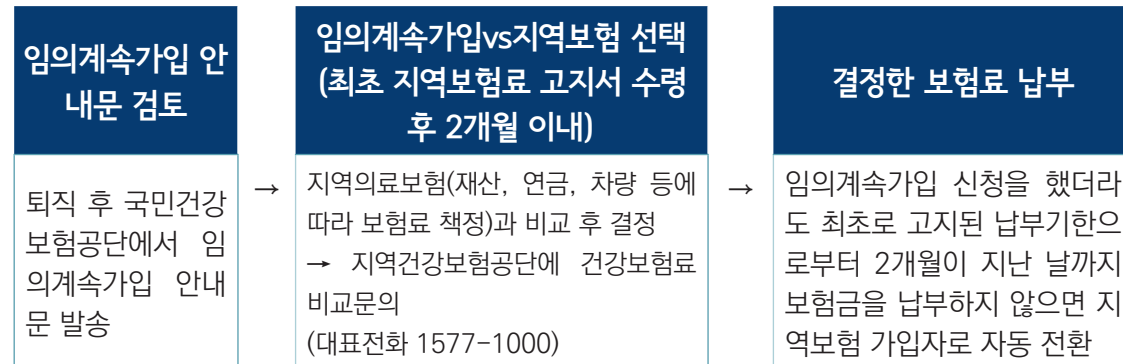 임의계속가입 안
내문 검토
퇴직 후 국민건강
보험공단에서 임
의계속가입 안내
문 발송
→
임의계속가입vs지역보험 선택
(최초 지역보험료 고지서 수령
후 2개월 이내)
지역의료보험(재산, 연금, 차량 등에
따라 보험료 책정)과 비교 후 결정
→ 지역건강보험공단에 건강보험료
비교문의
(대표전화 1577-1000)
→
결정한 보험료 납부
임의계속가입 신청을 했더라
도 최초로 고지된 납부기한으
로부터 2개월이 지난 날까지
보험금을 납부하지 않으면 지
역보험 가입자로 자동 전환